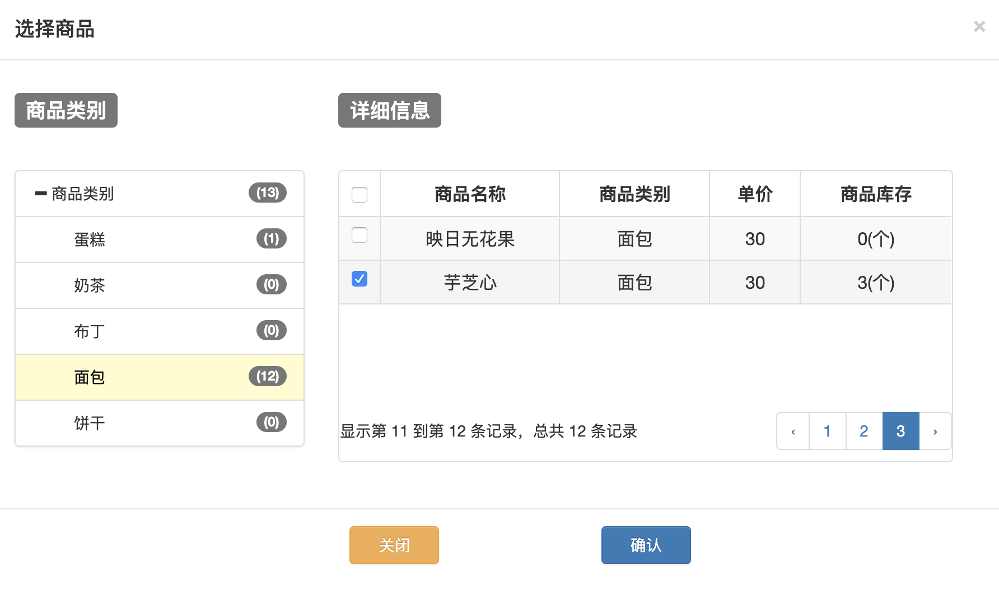 选择商品 ×
商品类别
详细信息
商品类别 (13)
蛋糕 (1)
奶茶 (0)
布丁 (0)
面包 (12)
饼干 (0)
商品名称 商品类别 单价 商品库存
映日无花果 面包 30 0(个)
芋芝心 面包 30 3(个)
显示第 11 到第 12 条记录，总共 12 条记录
‹ 1 2 3 ›
关闭 确认